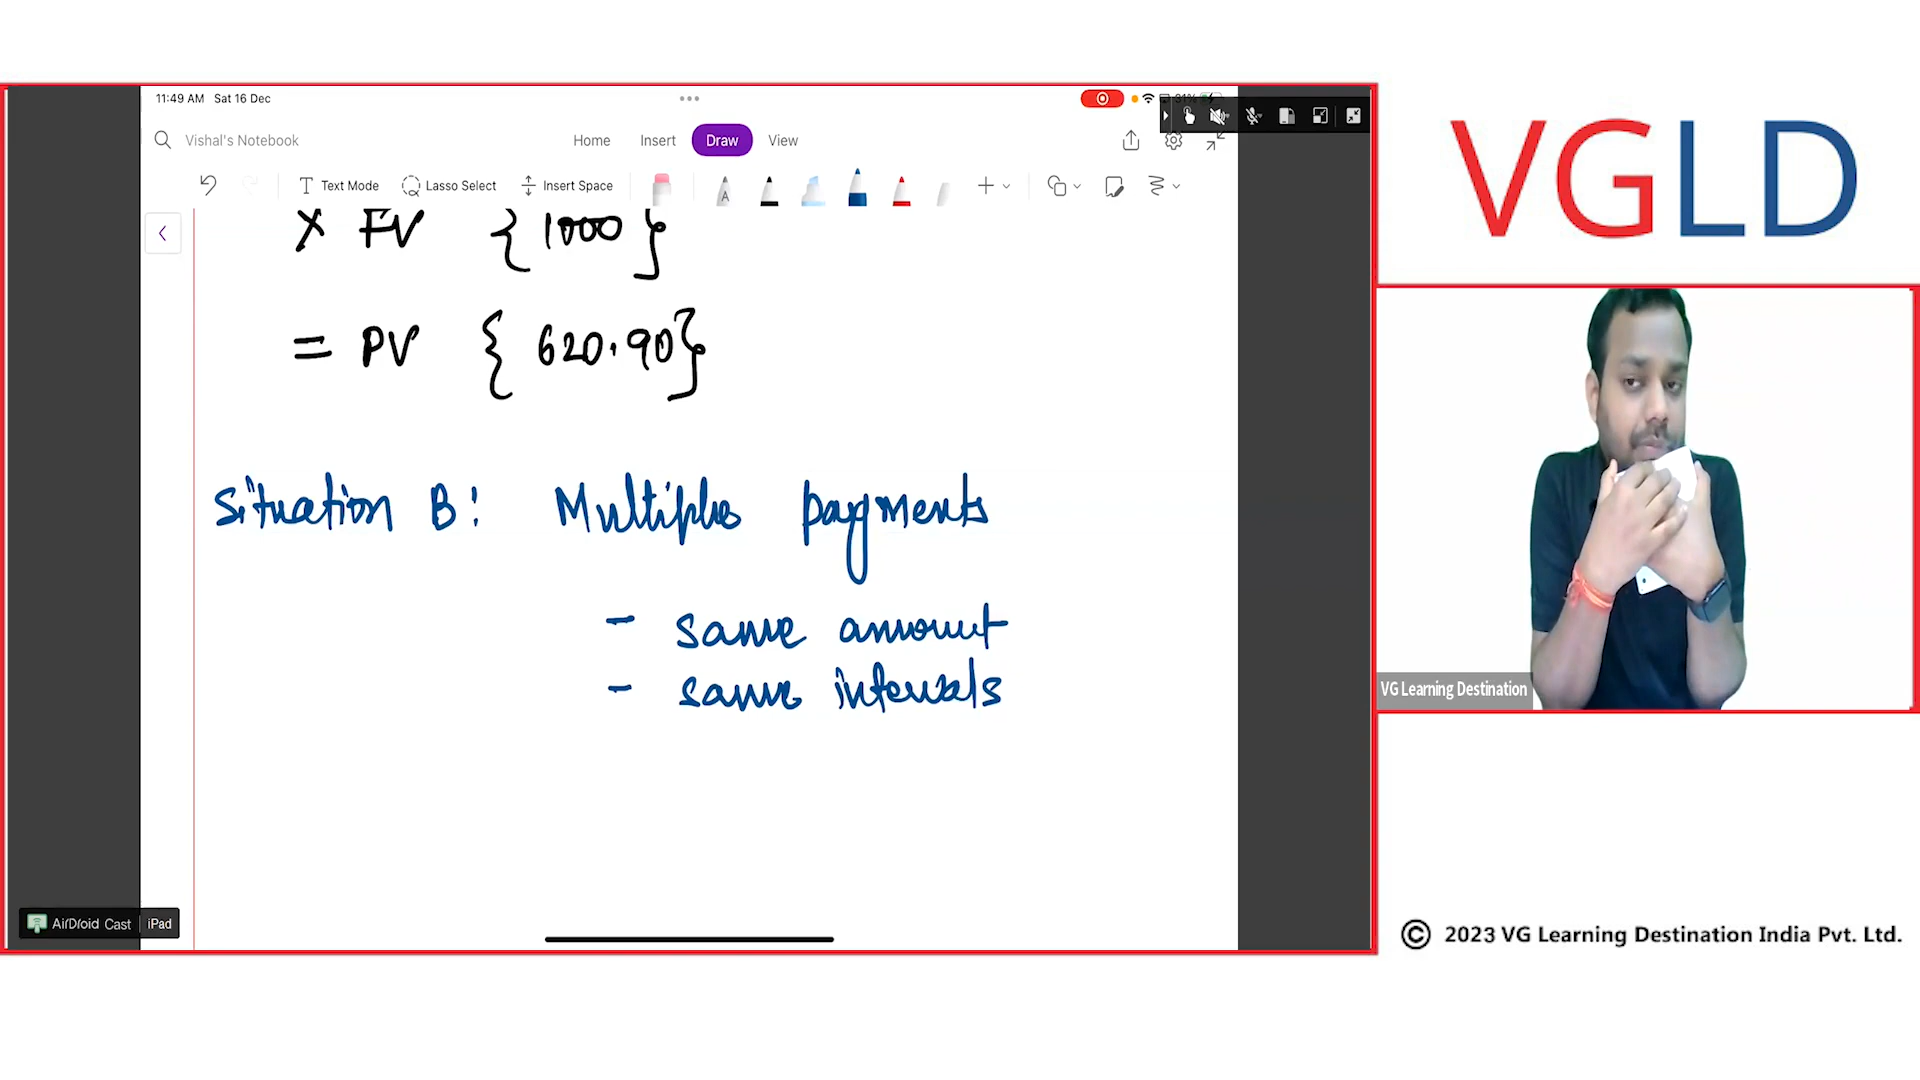 11:49 AM Sat 16 Dec
31%
Vishal's Notebook
Home Insert Draw View
Text Mode Lasso Select Insert Space
A
x FV {1000}
= PV {620.90}
Situation B: Multiple payments
- same amount
- same intervals
AirDroid Cast iPad
VGLD
VG Learning Destination
© 2023 VG Learning Destination India Pvt. Ltd.